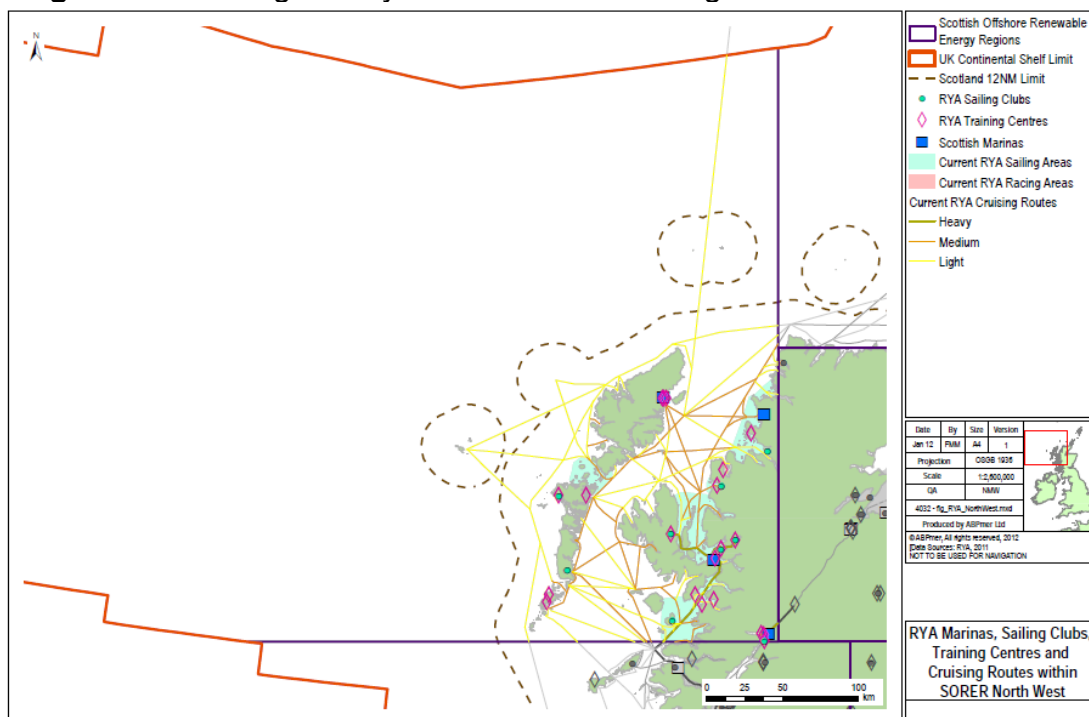 N
Scottish Offshore Renewable
Energy Regions
UK Continental Shelf Limit
Scotland 12NM Limit
RYA Sailing Clubs
RYA Training Centres
Scottish Marinas
Current RYA Sailing Areas
Current RYA Racing Areas
Current RYA Cruising Routes
Heavy
Medium
Light
Date By Size Version
Jan 12 FMM A4 1
Projection OSGB 1936
Scale 1:2,600,000
QA NMW
4032 - fig_RYA_NorthWest.mxd
Produced by ABPmer Ltd
©ABPmer, All rights reserved, 2012
Data Sources: RYA, 2011
NOT TO BE USED FOR NAVIGATION
RYA Marinas, Sailing Clubs,
Training Centres and
Cruising Routes within
SORER North West
0 25 50 100
km